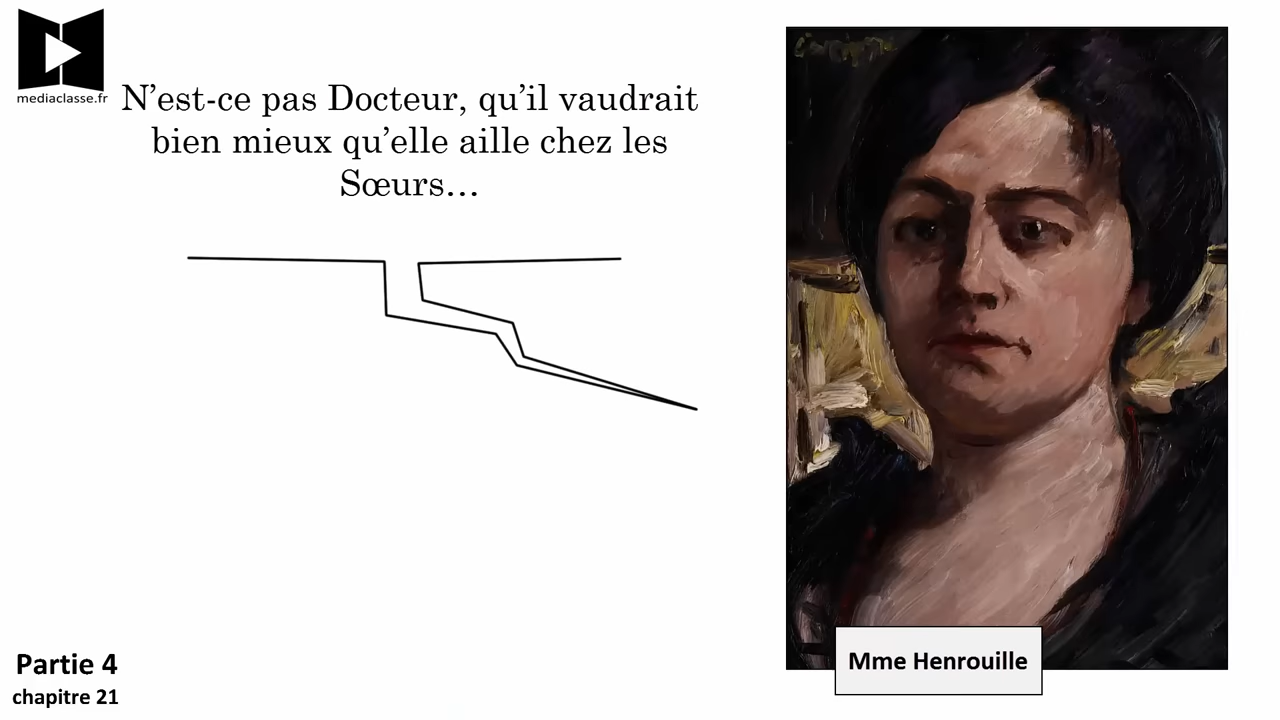 mediaclasse.fr
N'est-ce pas Docteur, qu'il vaudrait
bien mieux qu'elle aille chez les
Sœurs…
Mme Henrouille
Partie 4
chapitre 21